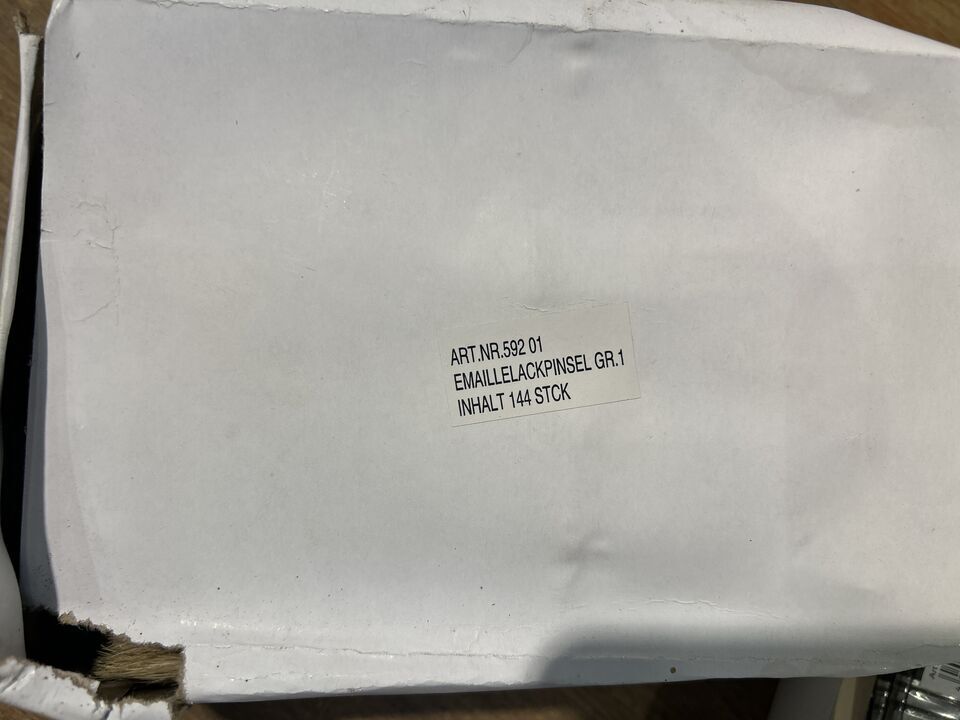 ART.NR.592 01
EMAILLELACKPINSEL GR.1
INHALT 144 STCK